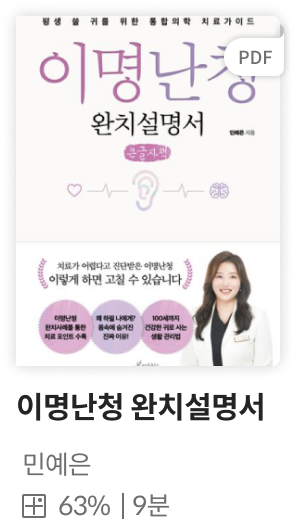 평생 쓸 귀를 위한 통합의학 치료가이드
이명난청
PDF
완치설명서
민예은 지음
큰글자책
치료가 어렵다고 진단받은 이명난청
이렇게 하면 고칠 수 있습니다
이명난청
완치사례를 통한
치료 포인트 수록
왜 하필 나에게?
몸속에 숨겨진
진짜 이유!
100세까지
건강한 귀로 사는
생활 관리법
이명난청 완치설명서
민예은
63% | 9분